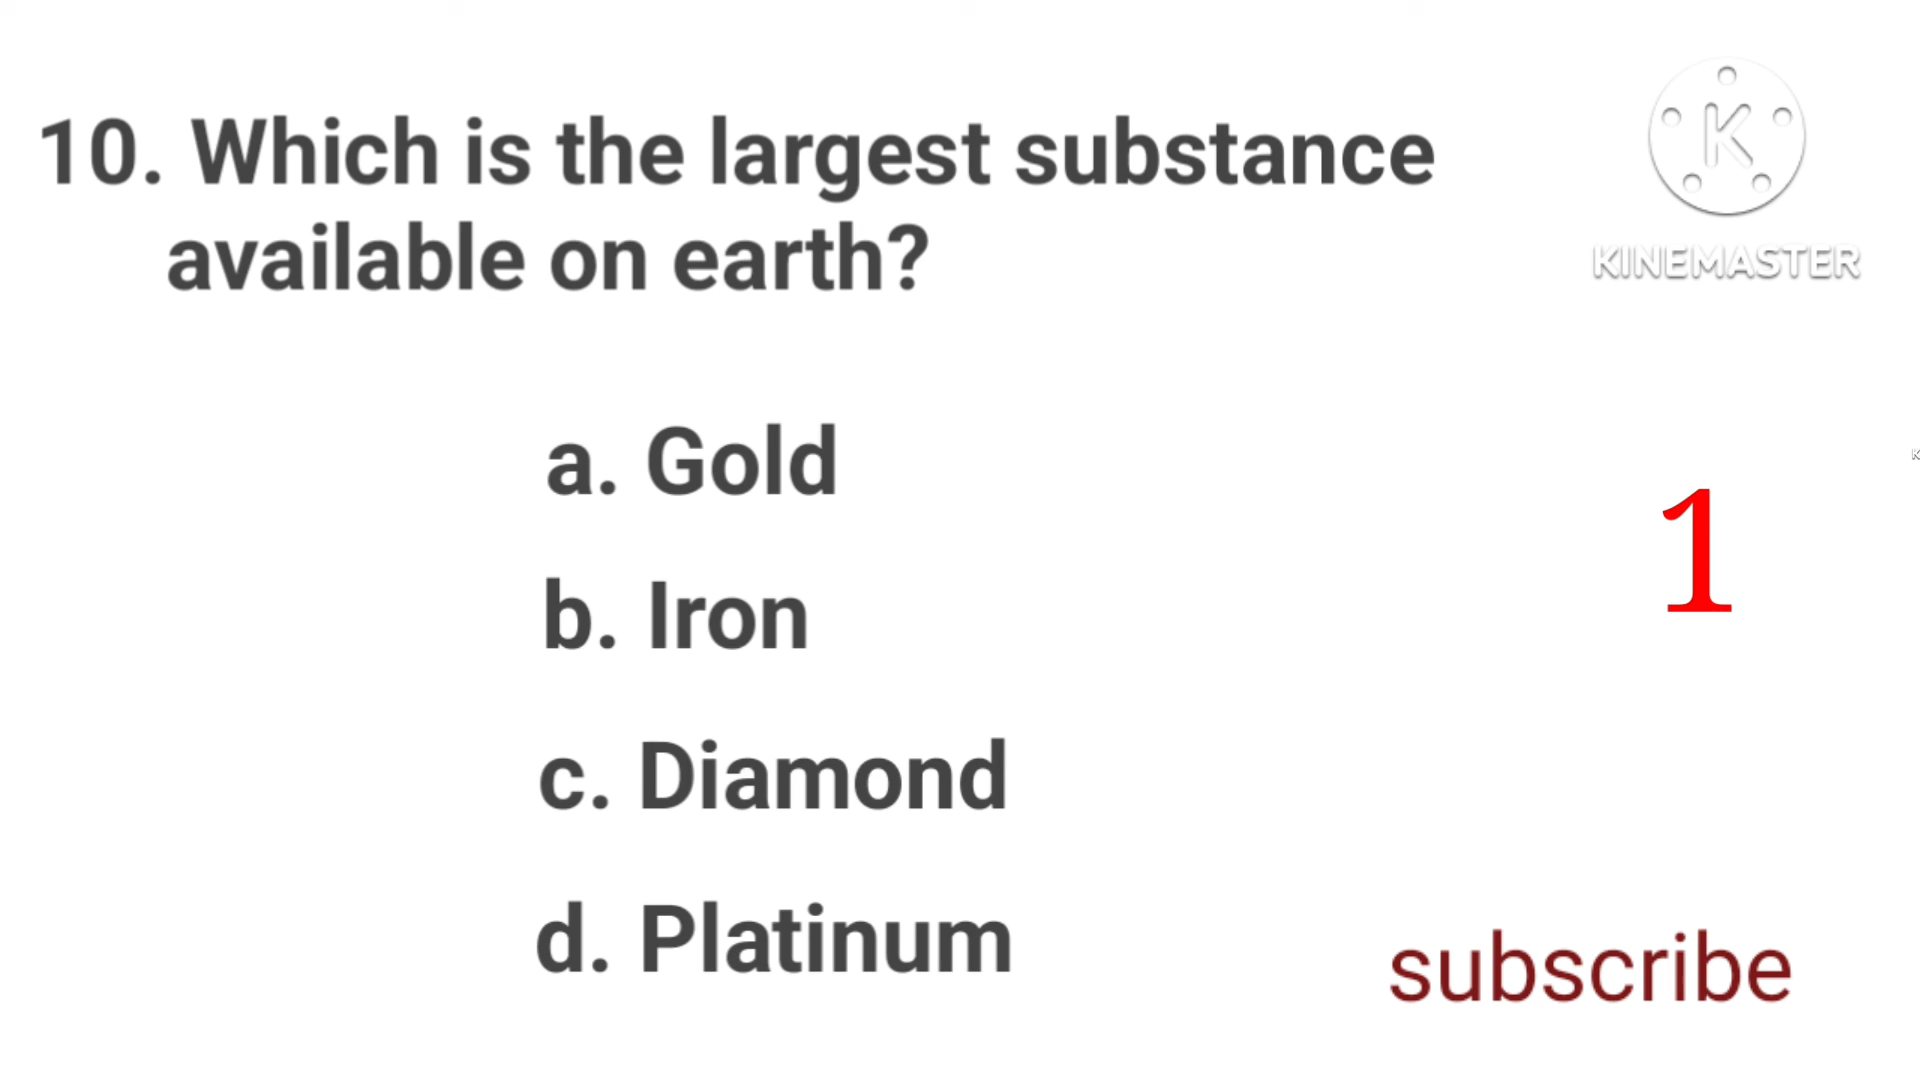 10. Which is the largest substance
available on earth?
K
KINEMASTER
a. Gold
K
1
b. Iron
c. Diamond
d. Platinum
subscribe